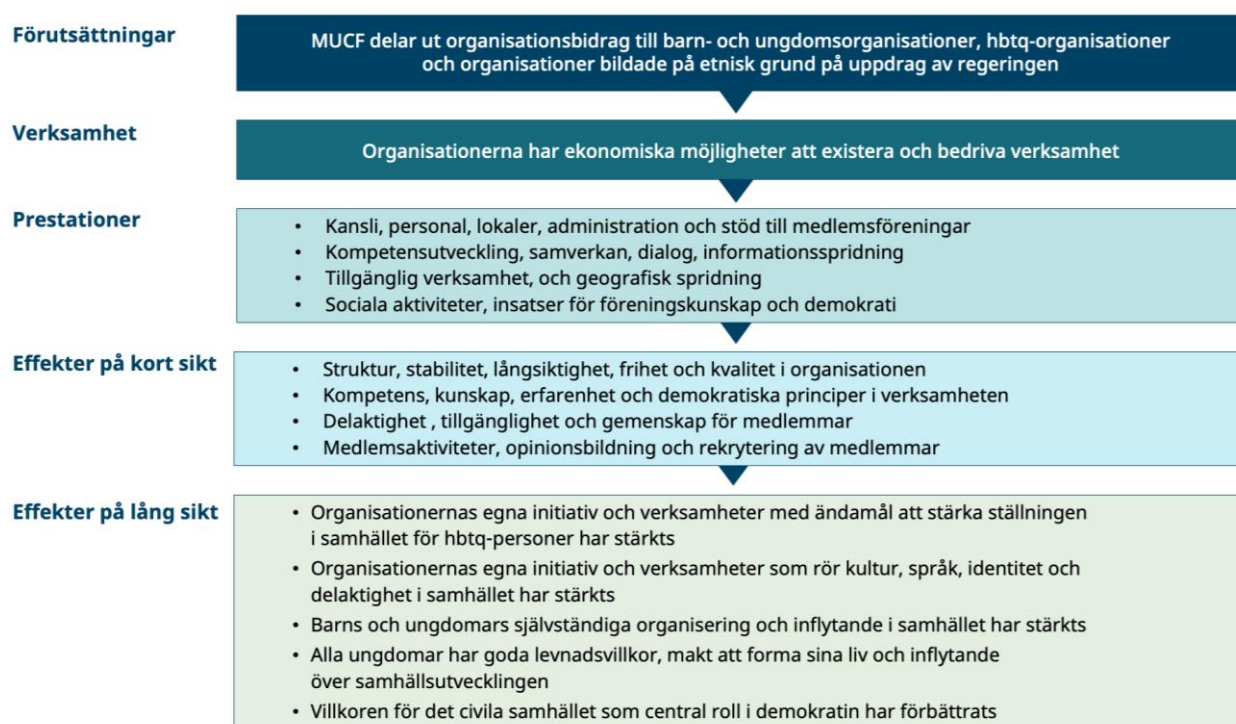 Förutsättningar
MUCF delar ut organisationsbidrag till barn- och ungdomsorganisationer, hbtq-organisationer
och organisationer bildade på etnisk grund på uppdrag av regeringen
Verksamhet
Organisationerna har ekonomiska möjligheter att existera och bedriva verksamhet
Prestationer
• Kansli, personal, lokaler, administration och stöd till medlemsföreningar
• Kompetensutveckling, samverkan, dialog, informationsspridning
• Tillgänglig verksamhet, och geografisk spridning
• Sociala aktiviteter, insatser för föreningskunskap och demokrati
Effekter på kort sikt
• Struktur, stabilitet, långsiktighet, frihet och kvalitet i organisationen
• Kompetens, kunskap, erfarenhet och demokratiska principer i verksamheten
• Delaktighet , tillgänglighet och gemenskap för medlemmar
• Medlemsaktiviteter, opinionsbildning och rekrytering av medlemmar
Effekter på lång sikt
• Organisationernas egna initiativ och verksamheter med ändamål att stärka ställningen
i samhället för hbtq-personer har stärkts
• Organisationernas egna initiativ och verksamheter som rör kultur, språk, identitet och
delaktighet i samhället har stärkts
• Barns och ungdomars självständiga organisering och inflytande i samhället har stärkts
• Alla ungdomar har goda levnadsvillkor, makt att forma sina liv och inflytande
över samhällsutvecklingen
• Villkoren för det civila samhället som central roll i demokratin har förbättrats